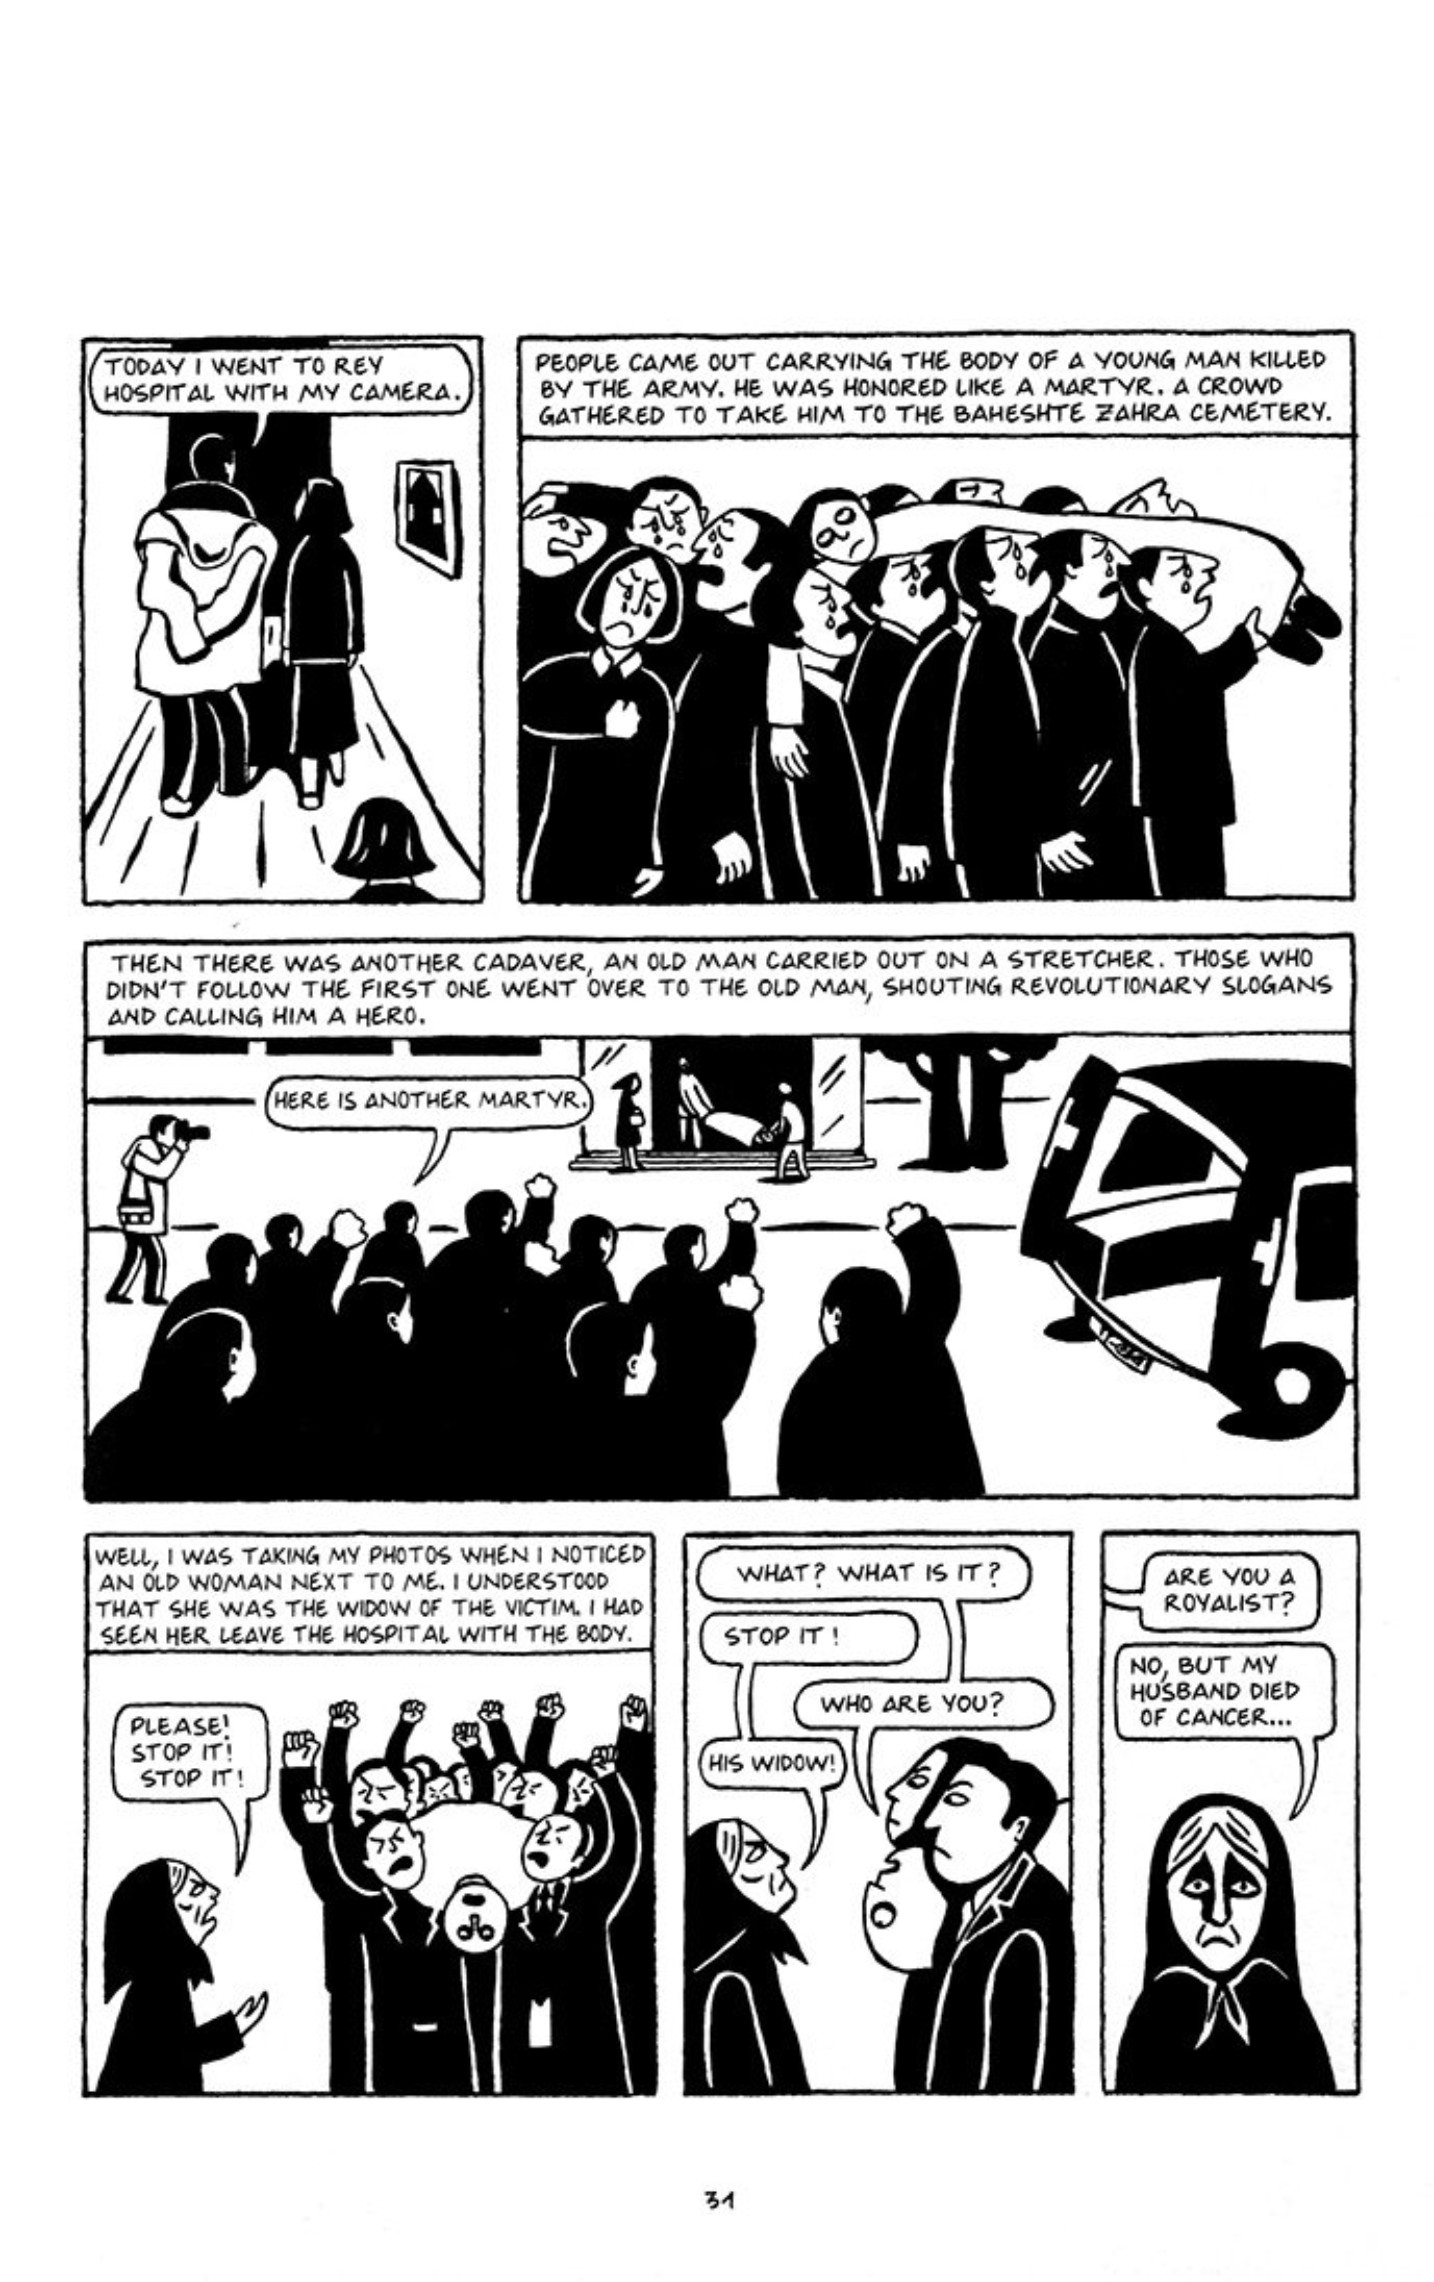 TODAY I WENT TO REY
HOSPITAL WITH MY CAMERA.
PEOPLE CAME OUT CARRYING THE BODY OF A YOUNG MAN KILLED
BY THE ARMY. HE WAS HONORED LIKE A MARTYR. A CROWD
GATHERED TO TAKE HIM TO THE BAHESHTE ZAHRA CEMETERY.
THEN THERE WAS ANOTHER CADAVER, AN OLD MAN CARRIED OUT ON A STRETCHER. THOSE WHO
DIDN'T FOLLOW THE FIRST ONE WENT OVER TO THE OLD MAN, SHOUTING REVOLUTIONARY SLOGANS
AND CALLING HIM A HERO.
HERE IS ANOTHER MARTYR.
WELL, I WAS TAKING MY PHOTOS WHEN I NOTICED
AN OLD WOMAN NEXT TO ME. I UNDERSTOOD
THAT SHE WAS THE WIDOW OF THE VICTIM. I HAD
SEEN HER LEAVE THE HOSPITAL WITH THE BODY.
PLEASE!
STOP IT!
STOP IT!
WHAT? WHAT IS IT?
STOP IT!
WHO ARE YOU?
HIS WIDOW!
ARE YOU A
ROYALIST?
NO, BUT MY
HUSBAND DIED
OF CANCER...
31